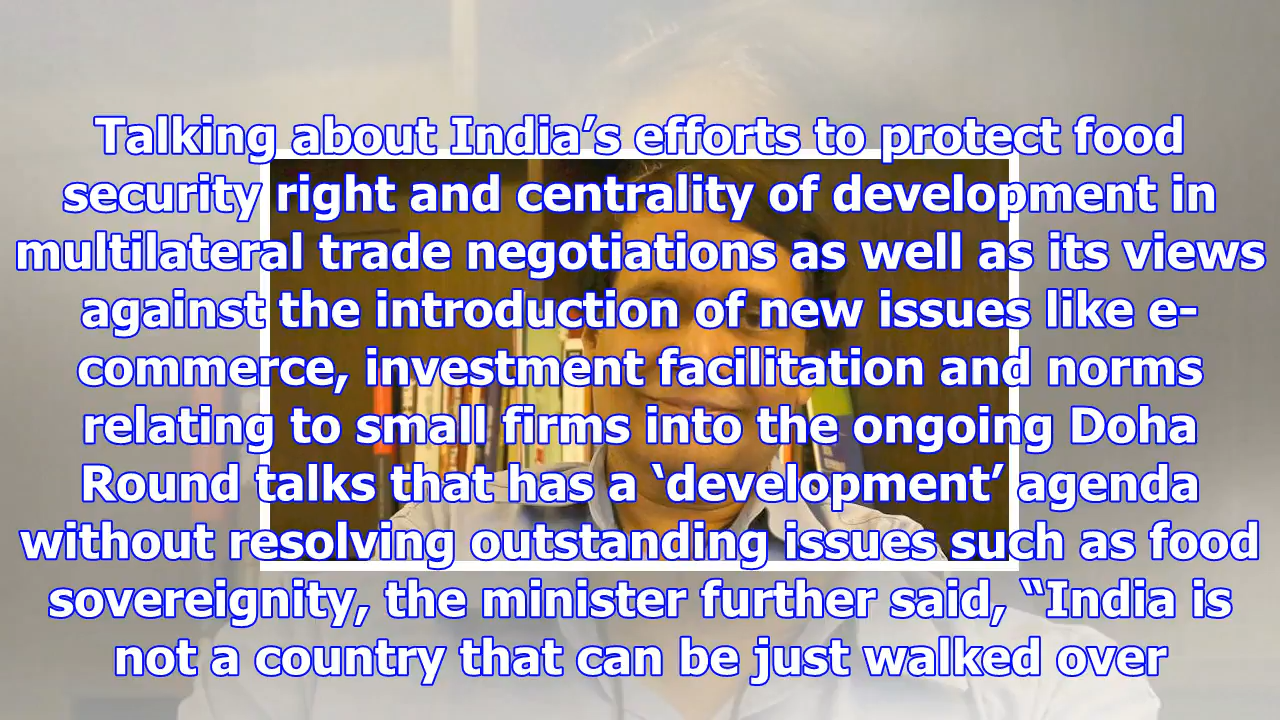 Talking about India’s efforts to protect food
security right and centrality of development in
multilateral trade negotiations as well as its views
against the introduction of new issues like e-
commerce, investment facilitation and norms
relating to small firms into the ongoing Doha
Round talks that has a ‘development’ agenda
without resolving outstanding issues such as food
sovereignty, the minister further said, “India is
not a country that can be just walked over